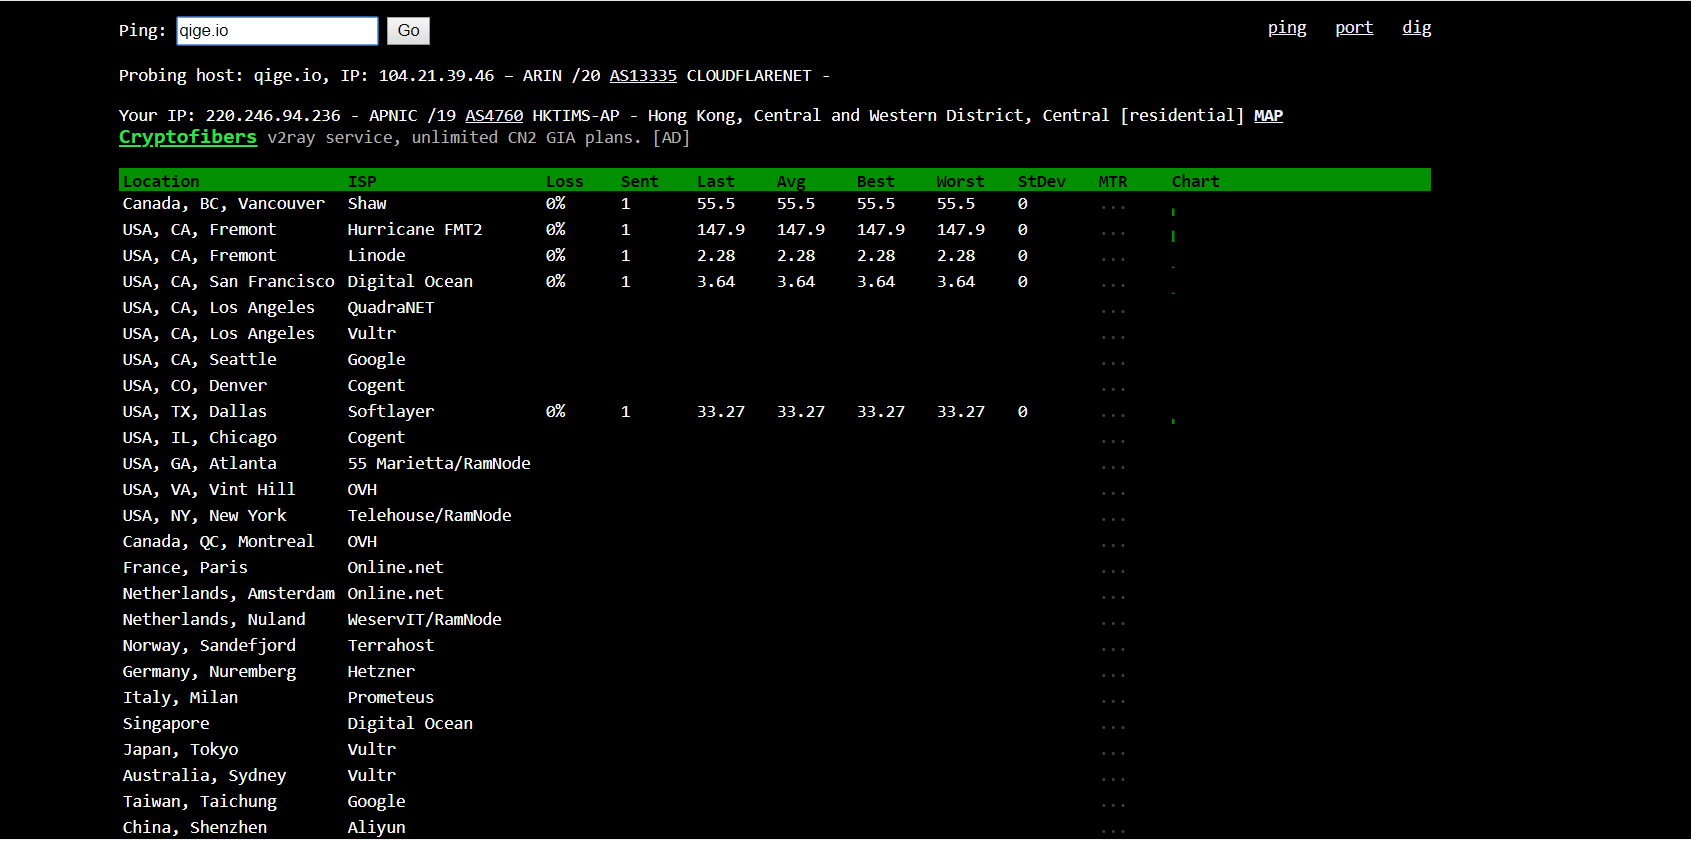 Ping: qige.io Go ping port dig
Probing host: qige.io, IP: 104.21.39.46 – ARIN /20 AS13335 CLOUDFLARENET -
Your IP: 220.246.94.236 - APNIC /19 AS4760 HKTIMS-AP - Hong Kong, Central and Western District, Central [residential] MAP
Cryptofibers v2ray service, unlimited CN2 GIA plans. [AD]
Location ISP Loss Sent Last Avg Best Worst StDev MTR Chart
Canada, BC, Vancouver Shaw 0% 1 55.5 55.5 55.5 55.5 0 ...
USA, CA, Fremont Hurricane FMT2 0% 1 147.9 147.9 147.9 147.9 0 ...
USA, CA, Fremont Linode 0% 1 2.28 2.28 2.28 2.28 0 ...
USA, CA, San Francisco Digital Ocean 0% 1 3.64 3.64 3.64 3.64 0 ...
USA, CA, Los Angeles QuadraNET ...
USA, CA, Los Angeles Vultr ...
USA, CA, Seattle Google ...
USA, CO, Denver Cogent ...
USA, TX, Dallas Softlayer 0% 1 33.27 33.27 33.27 33.27 0 ...
USA, IL, Chicago Cogent ...
USA, GA, Atlanta 55 Marietta/RamNode ...
USA, VA, Vint Hill OVH ...
USA, NY, New York Telehouse/RamNode ...
Canada, QC, Montreal OVH ...
France, Paris Online.net ...
Netherlands, Amsterdam Online.net ...
Netherlands, Nuland WeservIT/RamNode ...
Norway, Sandefjord Terrahost ...
Germany, Nuremberg Hetzner ...
Italy, Milan Prometeus ...
Singapore Digital Ocean ...
Japan, Tokyo Vultr ...
Australia, Sydney Vultr ...
Taiwan, Taichung Google ...
China, Shenzhen Aliyun ...